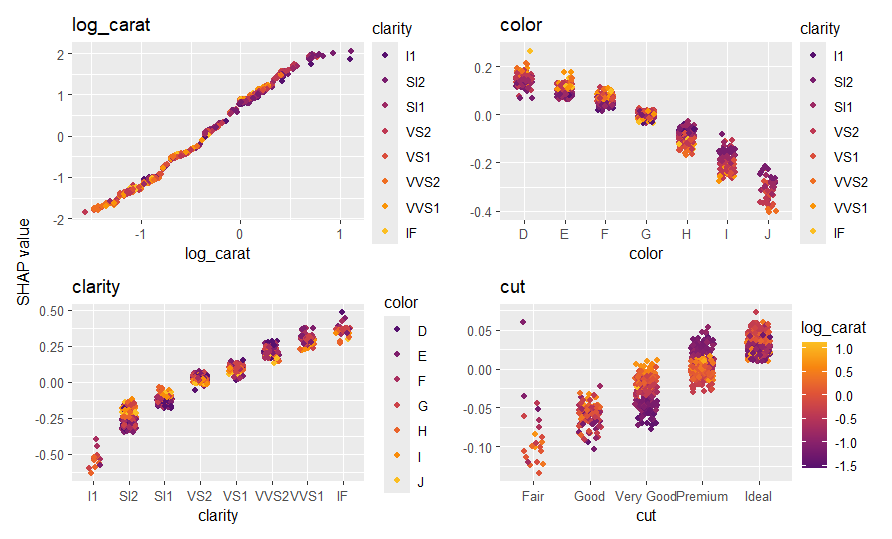 log_carat
2
1
0
-1
-2
-1 0 1
log_carat
clarity
I1
SI2
SI1
VS2
VS1
VVS2
VVS1
IF
color
0.2
0.0
-0.2
-0.4
D E F G H I J
color
clarity
I1
SI2
SI1
VS2
VS1
VVS2
VVS1
IF
SHAP value
clarity
0.50
0.25
0.00
-0.25
-0.50
I1 SI2 SI1 VS2 VS1 VVS2 VVS1 IF
clarity
color
D
E
F
G
H
I
J
cut
0.05
0.00
-0.05
-0.10
Fair Good Very Good Premium Ideal
cut
log_carat
1.0
0.5
0.0
-0.5
-1.0
-1.5